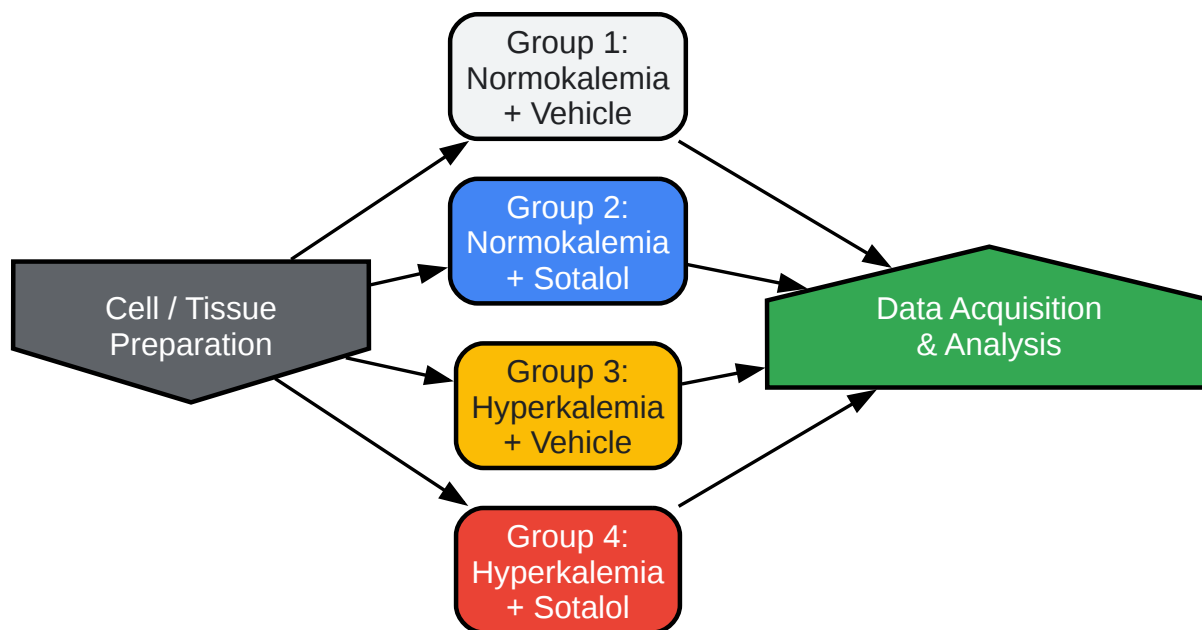 Group 1:
Normokalemia
+ Vehicle
Group 2:
Normokalemia
+ Sotalol
Cell / Tissue
Preparation
Data Acquisition
& Analysis
Group 3:
Hyperkalemia
+ Vehicle
Group 4:
Hyperkalemia
+ Sotalol